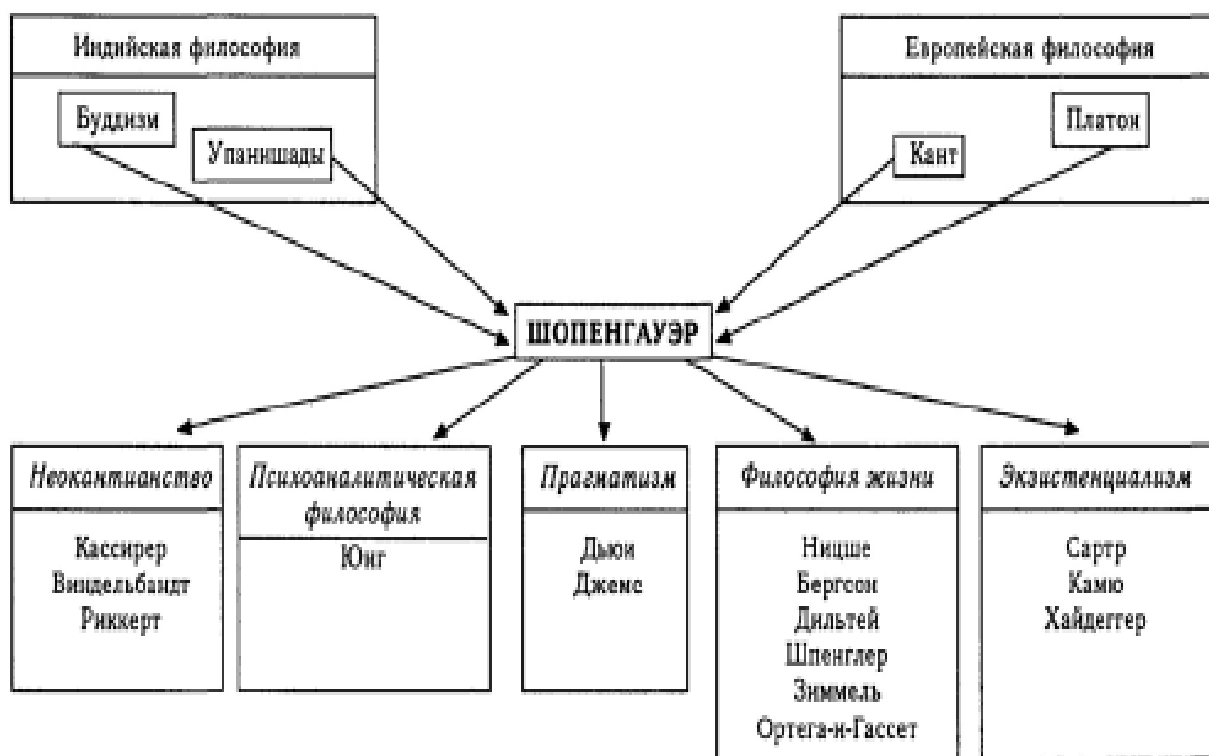 Индийская философия
Буддизм
Упанишады
Европейская философия
Платон
Кант
ШОПЕНГАУЭР
Неокантианство
Кассирер
Виндельбандт
Риккерт
Психоаналитическая
философия
Юнг
Прагматизм
Дьюи
Джемс
Философия жизни
Ницше
Бергсон
Дильтей
Шпенглер
Зиммель
Ортега-и-Гассет
Экзистенциализм
Сартр
Камю
Хайдеггер